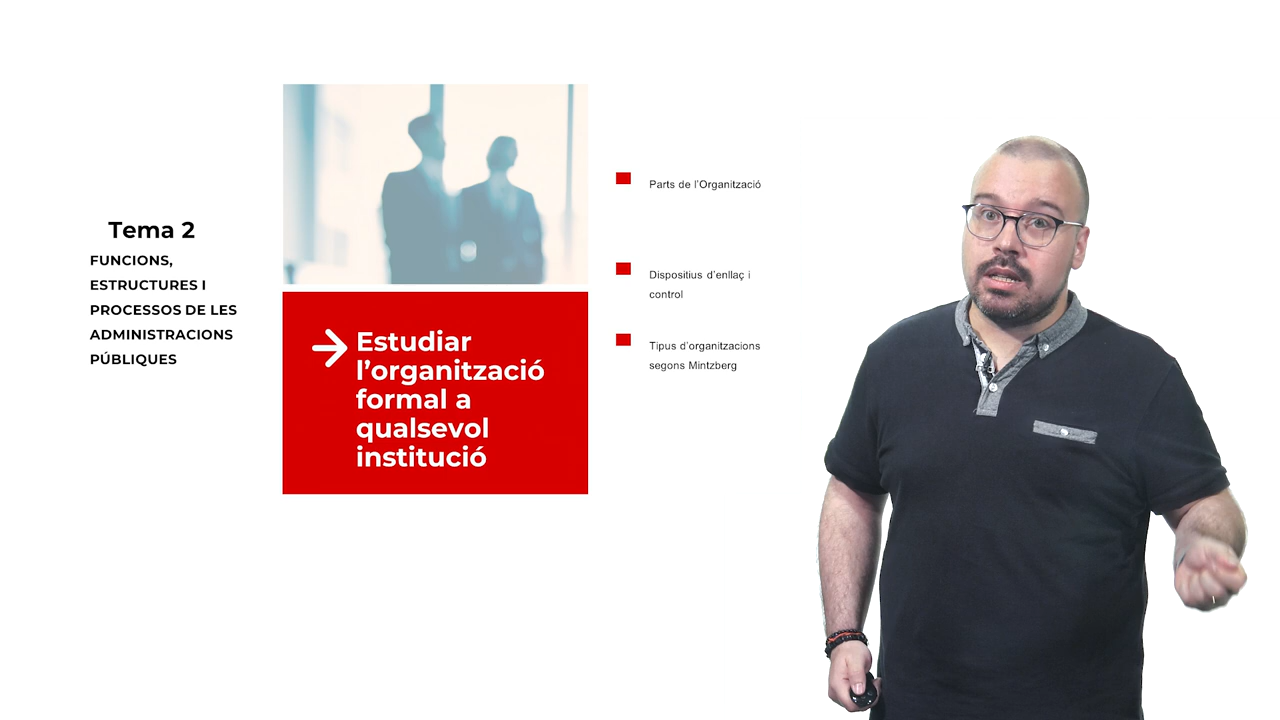 Tema 2
FUNCIONS,
ESTRUCTURES I
PROCESSOS DE LES
ADMINISTRACIONS
PÚBLIQUES
Estudiar
l'organització
formal a
qualsevol
institució
Parts de l'Organització
Dispositius d'enllaç i
control
Tipus d'organitzacions
segons Mintzberg